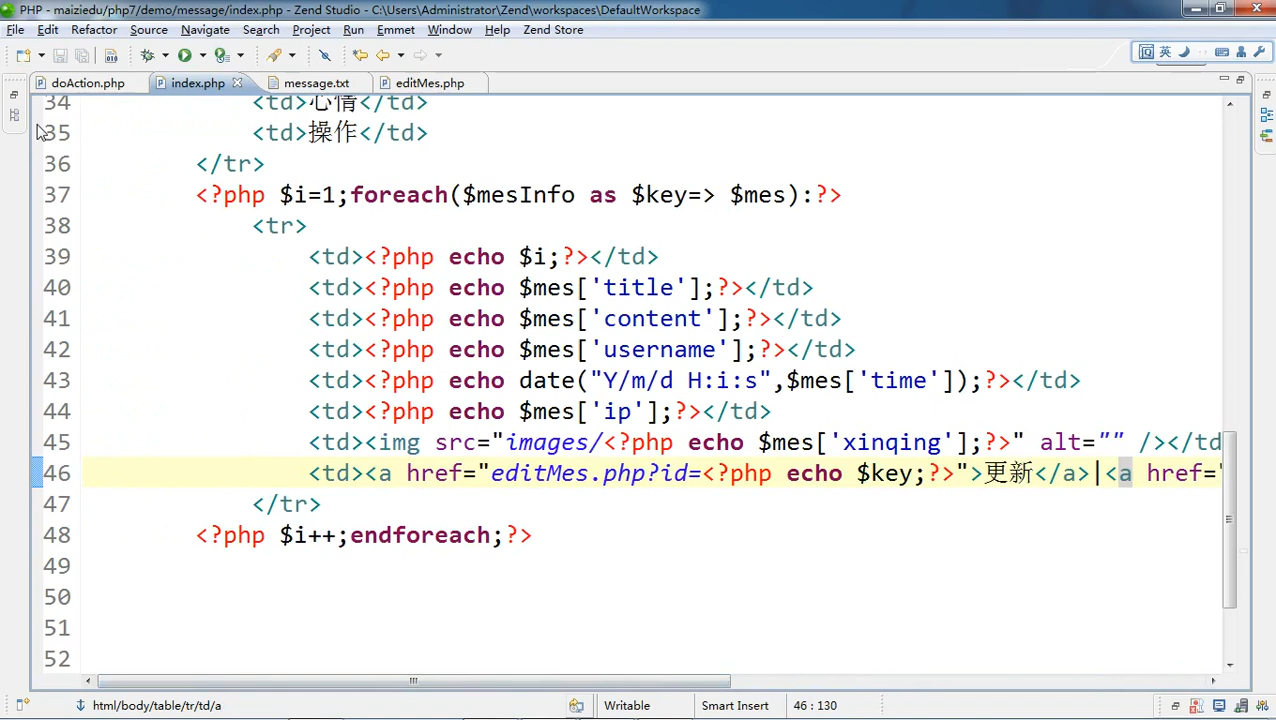 PHP - maiziedu/php7/demo/message/index.php - Zend Studio - C:\Users\Administrator\Zend\workspaces\DefaultWorkspace
File Edit Refactor Source Navigate Search Project Run Emmet Window Help Zend Store
英
doAction.php index.php message.txt editMes.php
34 <td>心情</td>
35 <td>操作</td>
36 </tr>
37 <?php $i=1;foreach($mesInfo as $key=> $mes):?>
38 <tr>
39 <td><?php echo $i;?></td>
40 <td><?php echo $mes['title'];?></td>
41 <td><?php echo $mes['content'];?></td>
42 <td><?php echo $mes['username'];?></td>
43 <td><?php echo date("Y/m/d H:i:s",$mes['time']);?></td>
44 <td><?php echo $mes['ip'];?></td>
45 <td><img src="images/<?php echo $mes['xinqing'];?>" alt="" /></td
46 <td><a href="editMes.php?id=<?php echo $key;?>">更新</a>|<a href="
47 </tr>
48 <?php $i++;endforeach;?>
49
50
51
52
html/body/table/tr/td/a Writable Smart Insert 46 : 130